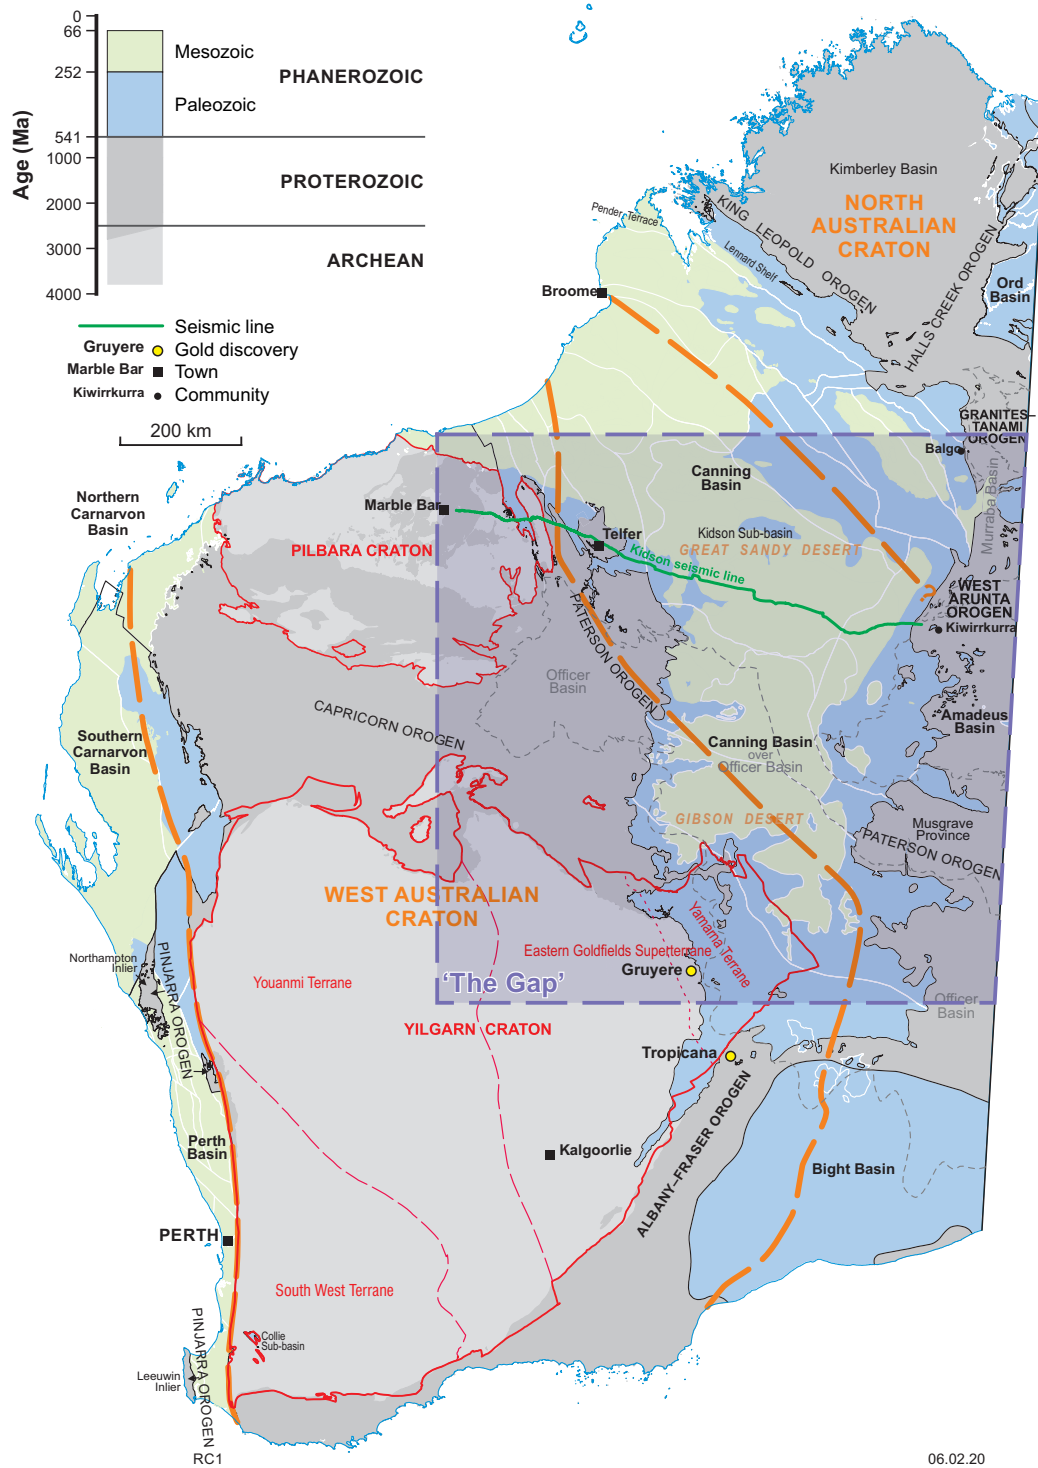 0
66
252
541
1000
2000
3000
4000
Age (Ma)
Mesozoic
Paleozoic
PHANEROZOIC
PROTEROZOIC
ARCHEAN
Seismic line
Gruyere
Gold discovery
Marble Bar
Town
Kiwirrkurra
Community
200 km
Kimberley Basin
NORTH
AUSTRALIAN
CRATON
Pender Terrace
KING LEOPOLD OROGEN
Lennard Shelf
HALLS CREEK OROGEN
Ord
Basin
Broome
GRANITES–
TANAMI
OROGEN
Balgo
Murraba Basin
Canning
Basin
Northern
Carnarvon
Basin
Marble Bar
PILBARA CRATON
Telfer
Kidson Sub-basin
GREAT SANDY DESERT
Kidson seismic line
WEST
ARUNTA
OROGEN
Kiwirrkurra
?
PATERSON OROGEN
Officer
Basin
CAPRICORN OROGEN
Amadeus
Basin
Southern
Carnarvon
Basin
Canning Basin
over
Officer Basin
GIBSON DESERT
Musgrave
Province
PATERSON OROGEN
WEST AUSTRALIAN
CRATON
Yamarna Terrane
Eastern Goldfields Superterrane
Gruyere
'The Gap'
Northampton
Inlier
PINJARRA OROGEN
Youanmi Terrane
Officer
Basin
YILGARN CRATON
Tropicana
ALBANY–FRASER OROGEN
Perth
Basin
Kalgoorlie
Bight Basin
PERTH
South West Terrane
Collie
Sub-basin
PINJARRA OROGEN
Leeuwin
Inlier
RC1
06.02.20